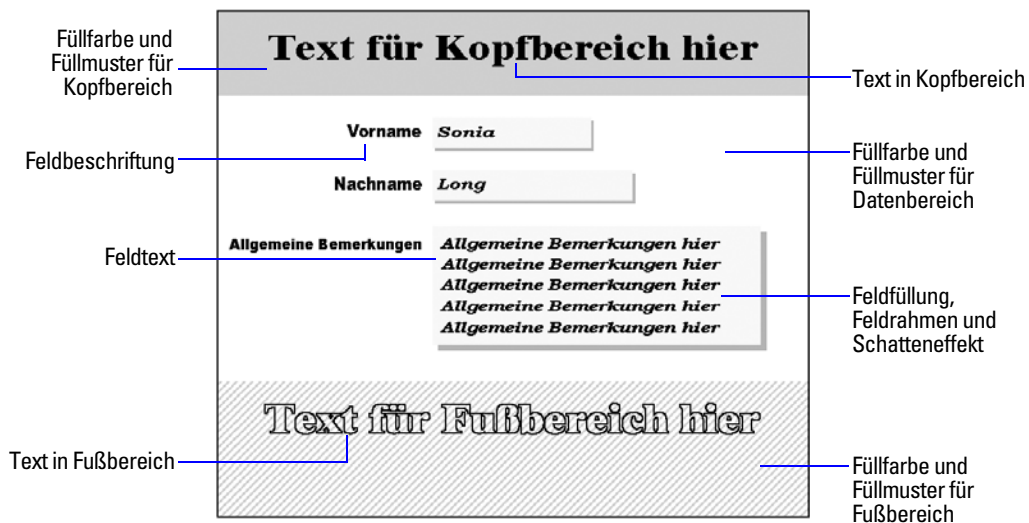 Füllfarbe und
Füllmuster für
Kopfbereich
Text für Kopfbereich hier
Text in Kopfbereich
Vorname Sonia
Feldbeschriftung
Füllfarbe und
Füllmuster für
Datenbereich
Nachname Long
Allgemeine Bemerkungen Allgemeine Bemerkungen hier
Feldtext
Allgemeine Bemerkungen hier
Allgemeine Bemerkungen hier
Allgemeine Bemerkungen hier
Allgemeine Bemerkungen hier
Feldfüllung,
Feldrahmen und
Schatteneffekt
Text für Fußbereich hier
Text in Fußbereich
Füllfarbe und
Füllmuster für
Fußbereich